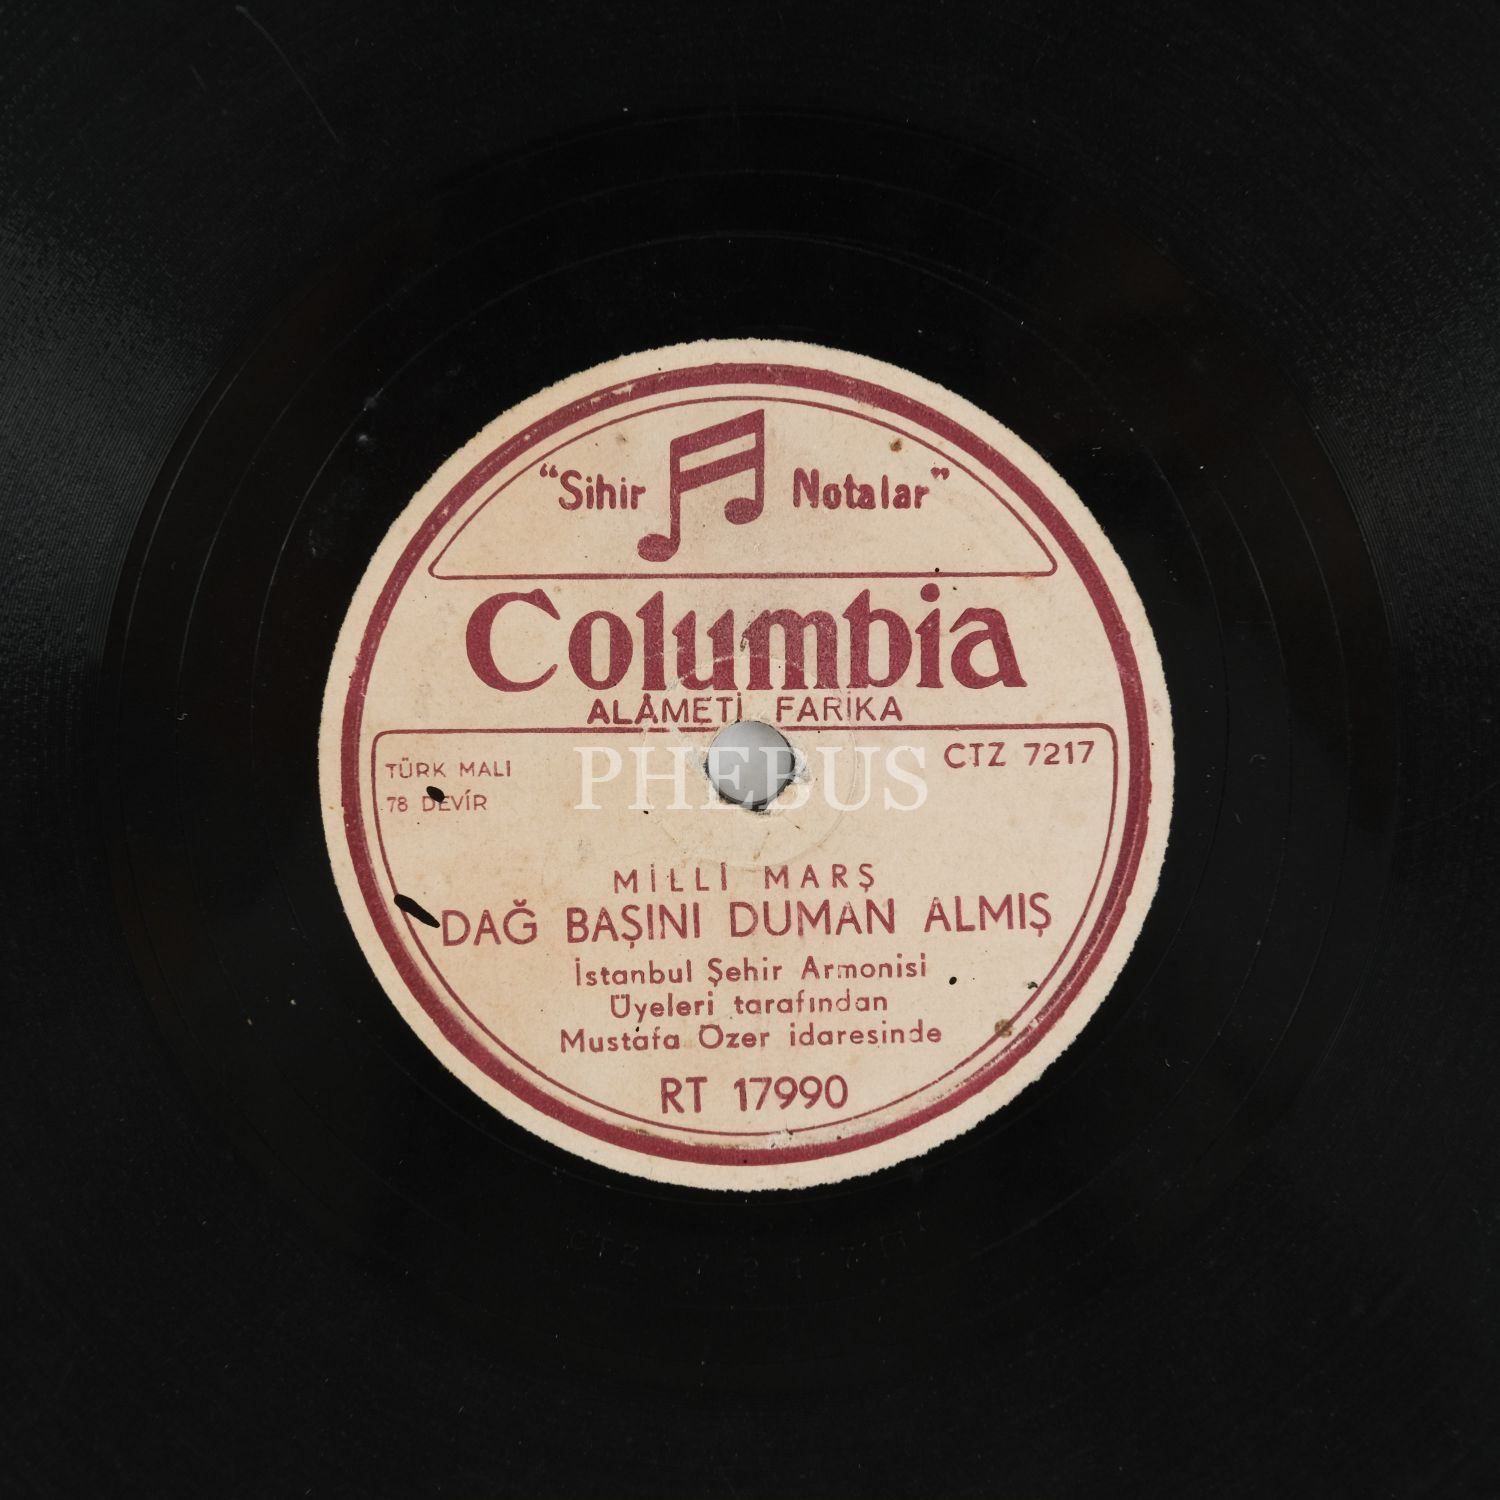 "Sihir Notalar"
Columbia
ALÂMETİ FARİKA
TÜRK MALI
CTZ 7217
78 DEVİR
PHEBUS
MİLLİ MARŞ
DAĞ BAŞINI DUMAN ALMIŞ
İstanbul Şehir Armonisi
Üyeleri tarafından
Mustafa Özer idaresinde
RT 17990